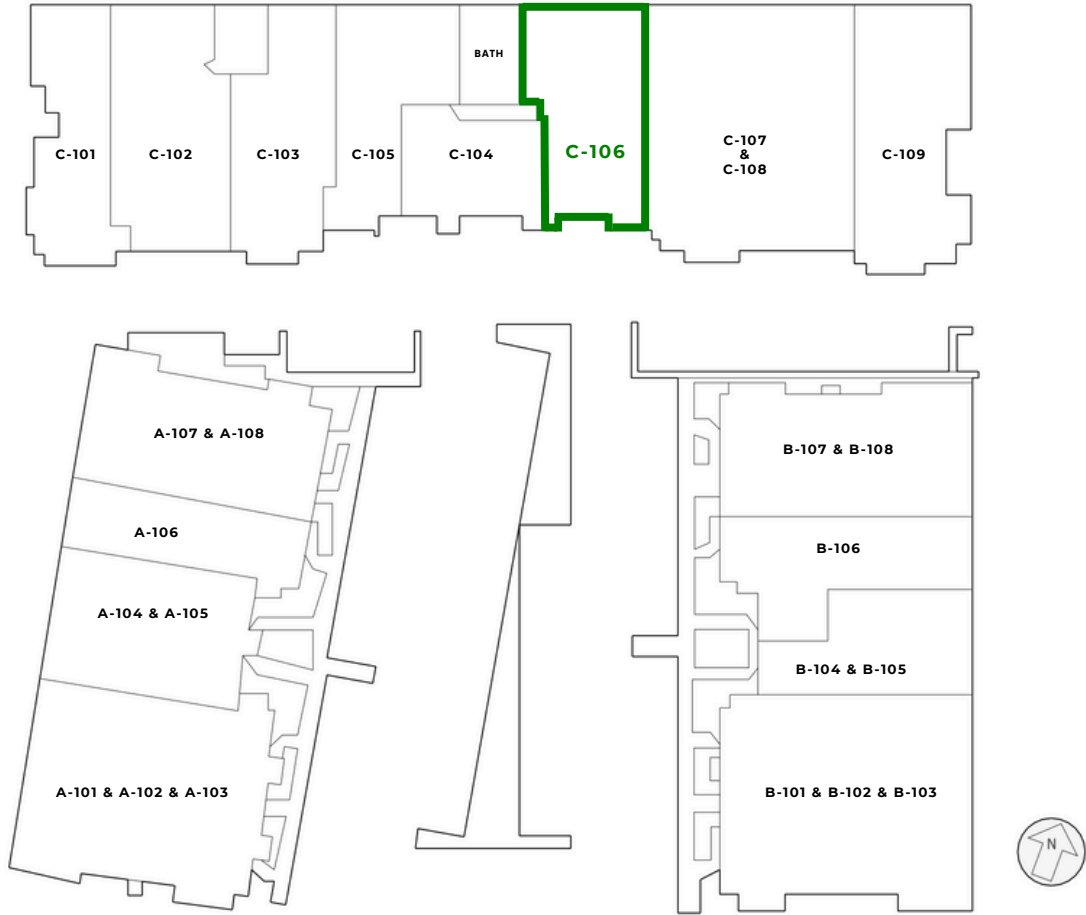 BATH
C-101
C-102
C-103
C-105
C-104
C-106
C-107
&
C-108
C-109
A-107 & A-108
B-107 & B-108
A-106
B-106
A-104 & A-105
B-104 & B-105
A-101 & A-102 & A-103
B-101 & B-102 & B-103
N